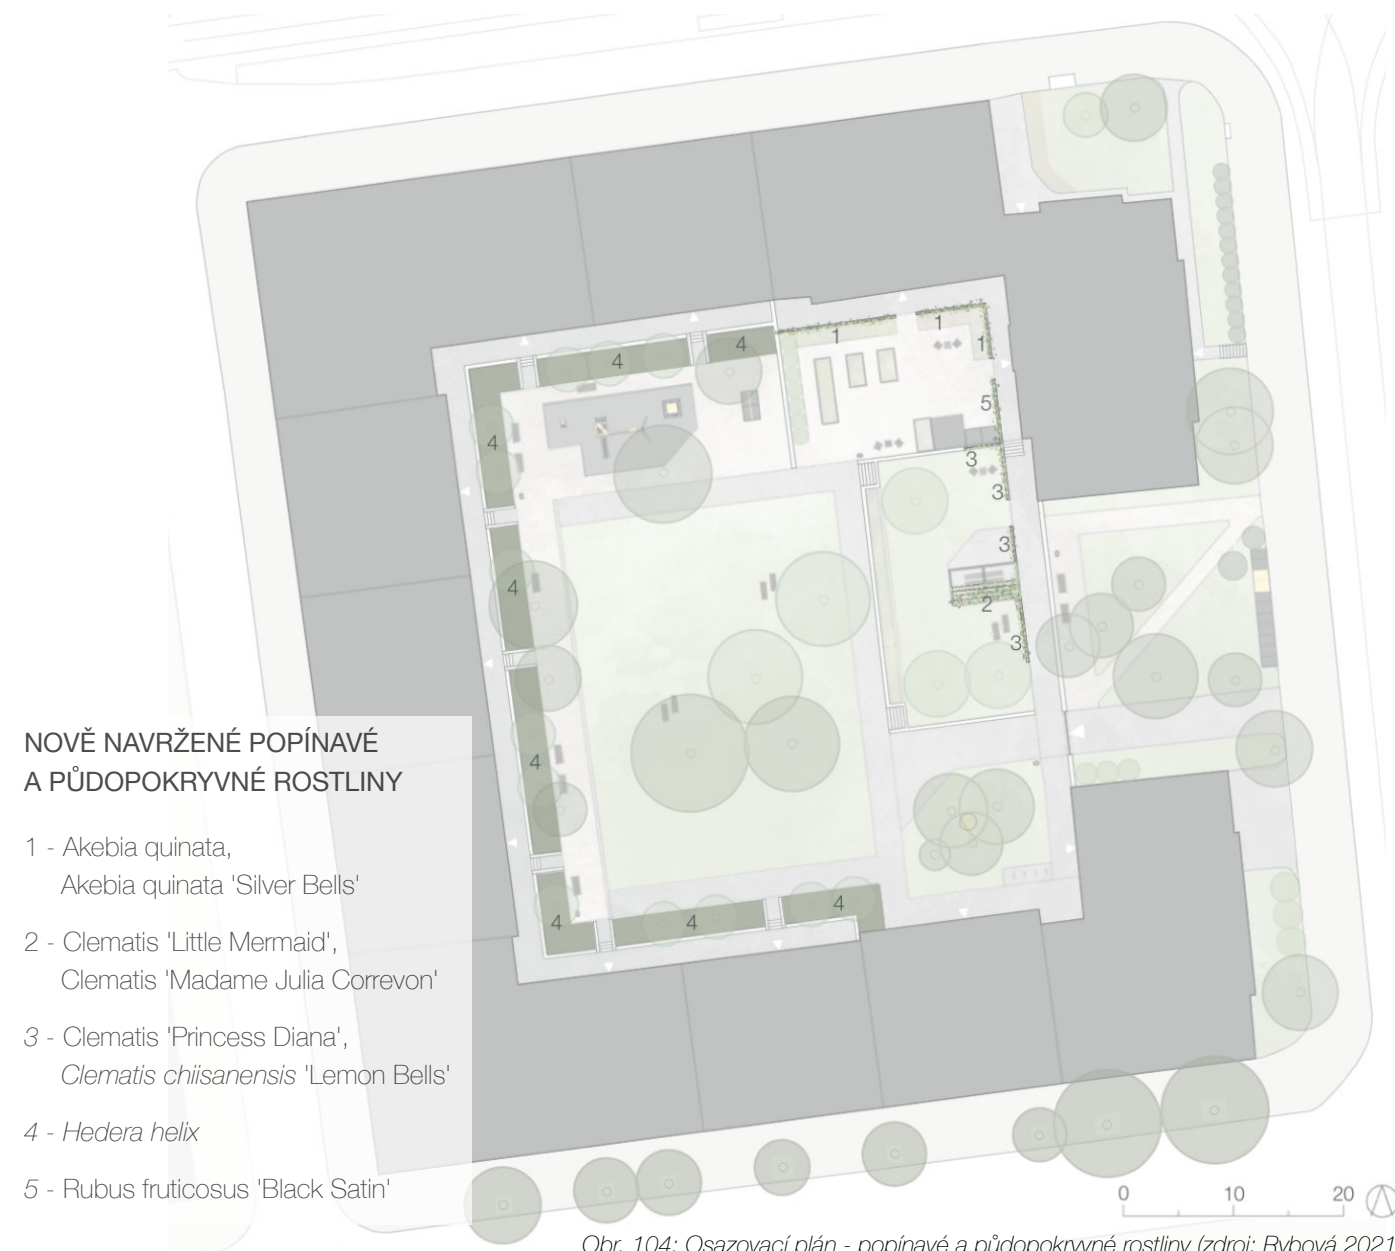 1
1
1
4
4
5
4
3
3
3
4
2
3
4
4
4
4
NOVĚ NAVRŽENÉ POPÍNAVÉ
A PŮDOPOKRYVNÉ ROSTLINY
1 - Akebia quinata,
Akebia quinata 'Silver Bells'
2 - Clematis 'Little Mermaid',
Clematis 'Madame Julia Correvon'
3 - Clematis 'Princess Diana',
Clematis chiisanensis 'Lemon Bells'
4 - Hedera helix
5 - Rubus fruticosus 'Black Satin'
0 10 20
Obr. 104: Osazovací plán - popínavé a půdopokryvné rostliny (zdroj: Rybová 2021